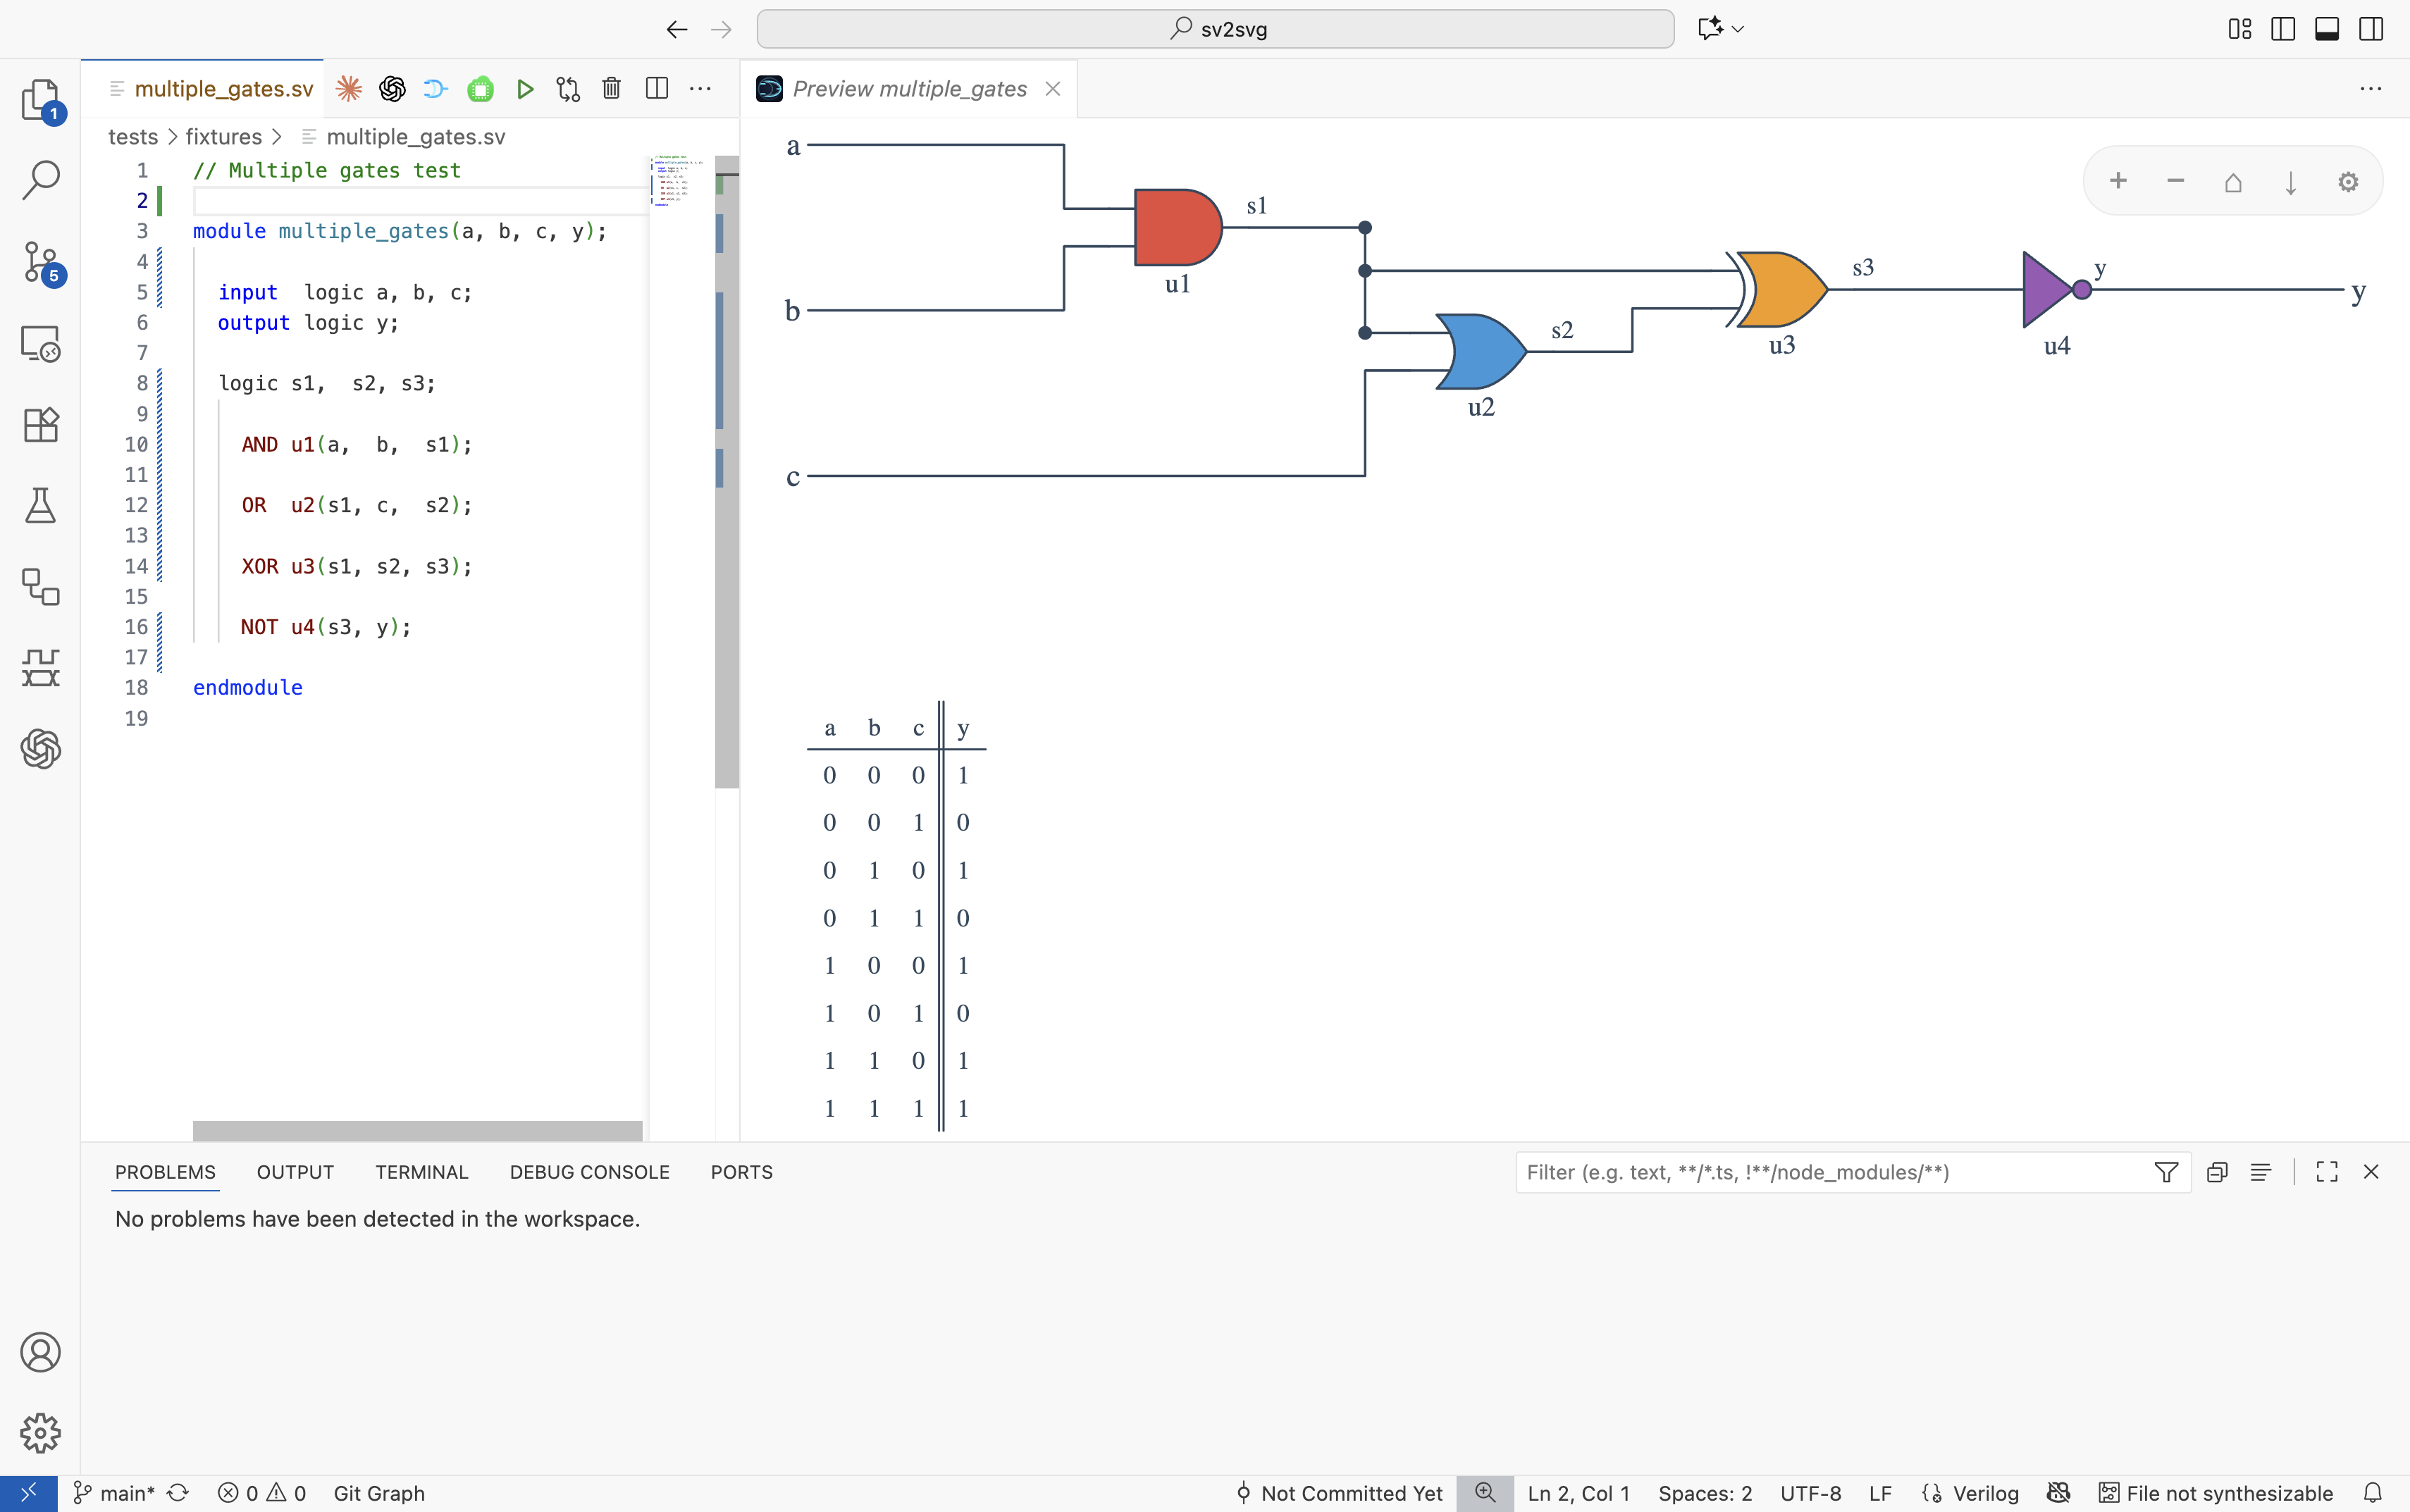 sv2svg
multiple_gates.sv
Preview multiple_gates
1
5
tests > fixtures > multiple_gates.sv
1 // Multiple gates test
2
3 module multiple_gates(a, b, c, y);
4
5 input  logic a, b, c;
6 output logic y;
7
8 logic s1,  s2, s3;
9
10 AND u1(a,  b,  s1);
11
12 OR  u2(s1, c,  s2);
13
14 XOR u3(s1, s2, s3);
15
16 NOT u4(s3, y);
17
18 endmodule
19
a
s1
u1
b
s2
u2
c
s3
u3
y
u4
y
a b c y
0 0 0 1
0 0 1 0
0 1 0 1
0 1 1 0
1 0 0 1
1 0 1 0
1 1 0 1
1 1 1 1
PROBLEMS OUTPUT TERMINAL DEBUG CONSOLE PORTS
Filter (e.g. text, **/*.ts, !**/node_modules/**)
No problems have been detected in the workspace.
main* 0 0 Git Graph
Not Committed Yet Ln 2, Col 1 Spaces: 2 UTF-8 LF Verilog File not synthesizable